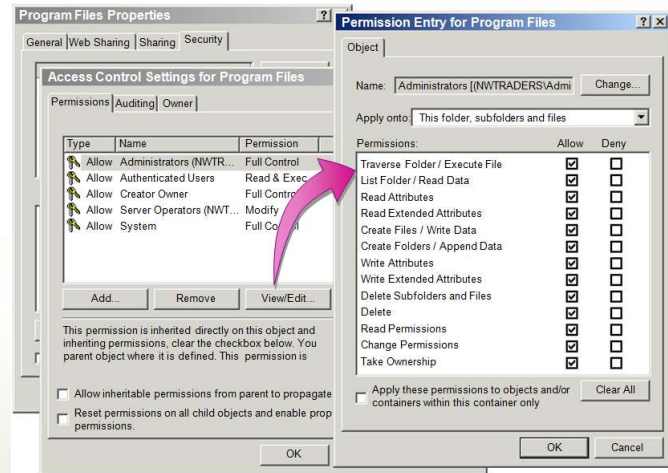 Program Files Properties
General Web Sharing Sharing Security
Access Control Settings for Program Files
Permissions Auditing Owner
Type Name Permission
Allow Administrators (NWTR... Full Control
Allow Authenticated Users Read & Exec
Allow Creator Owner Full Contro
Allow Server Operators (NWT... Modify
Allow System Full Co
Add... Remove View/Edit...
This permission is inherited directly on this object and
inheriting permissions, clear the checkbox below. You
parent object where it is defined. This permission is
Allow inheritable permissions from parent to propagate
Reset permissions on all child objects and enable prop
permissions.
OK
Permission Entry for Program Files
Object
Name: Administrators [(NWTRADERS\Admi Change...
Apply onto: This folder, subfolders and files
Permissions: Allow Deny
Traverse Folder / Execute File
List Folder / Read Data
Read Attributes
Read Extended Attributes
Create Files / Write Data
Create Folders / Append Data
Write Attributes
Write Extended Attributes
Delete Subfolders and Files
Delete
Read Permissions
Change Permissions
Take Ownership
Apply these permissions to objects and/or
containers within this container only
Clear All
OK Cancel